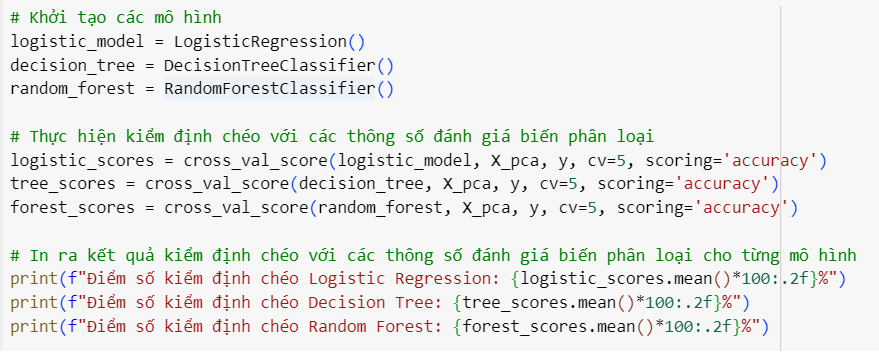 # Khởi tạo các mô hình
logistic_model = LogisticRegression()
decision_tree = DecisionTreeClassifier()
random_forest = RandomForestClassifier()
# Thực hiện kiểm định chéo với các thông số đánh giá biến phân loại
logistic_scores = cross_val_score(logistic_model, X_pca, y, cv=5, scoring='accuracy')
tree_scores = cross_val_score(decision_tree, X_pca, y, cv=5, scoring='accuracy')
forest_scores = cross_val_score(random_forest, X_pca, y, cv=5, scoring='accuracy')
# In ra kết quả kiểm định chéo với các thông số đánh giá biến phân loại cho từng mô hình
print(f"Điểm số kiểm định chéo Logistic Regression: {logistic_scores.mean()*100:.2f}%")
print(f"Điểm số kiểm định chéo Decision Tree: {tree_scores.mean()*100:.2f}%")
print(f"Điểm số kiểm định chéo Random Forest: {forest_scores.mean()*100:.2f}%")